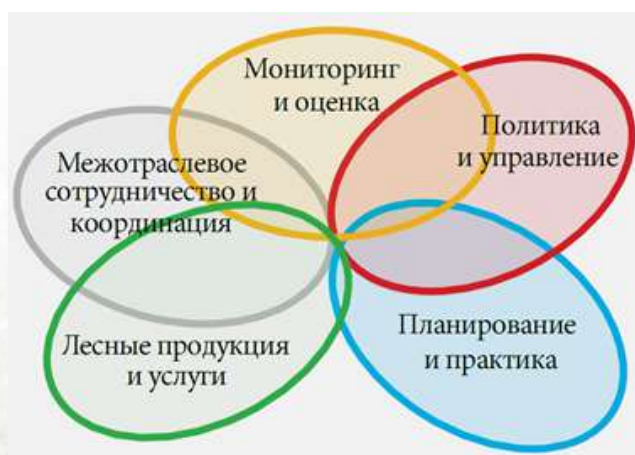 Мониторинг
и оценка
Политика
и управление
Межотраслевое
сотрудничество и
координация
Планирование
и практика
Лесные продукция
и услуги